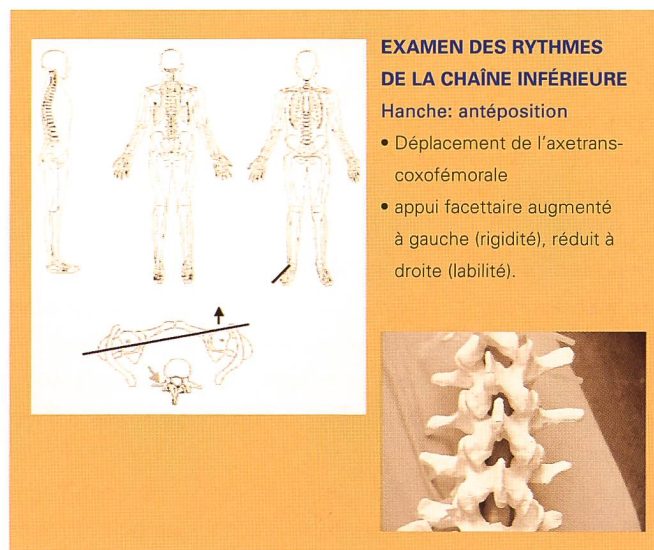 EXAMEN DES RYTHMES
DE LA CHAÎNE INFÉRIEURE
Hanche: antéposition
• Déplacement de l'axetrans-
coxofémorale
• appui facettaire augmenté
à gauche (rigidité), réduit à
droite (labilité).